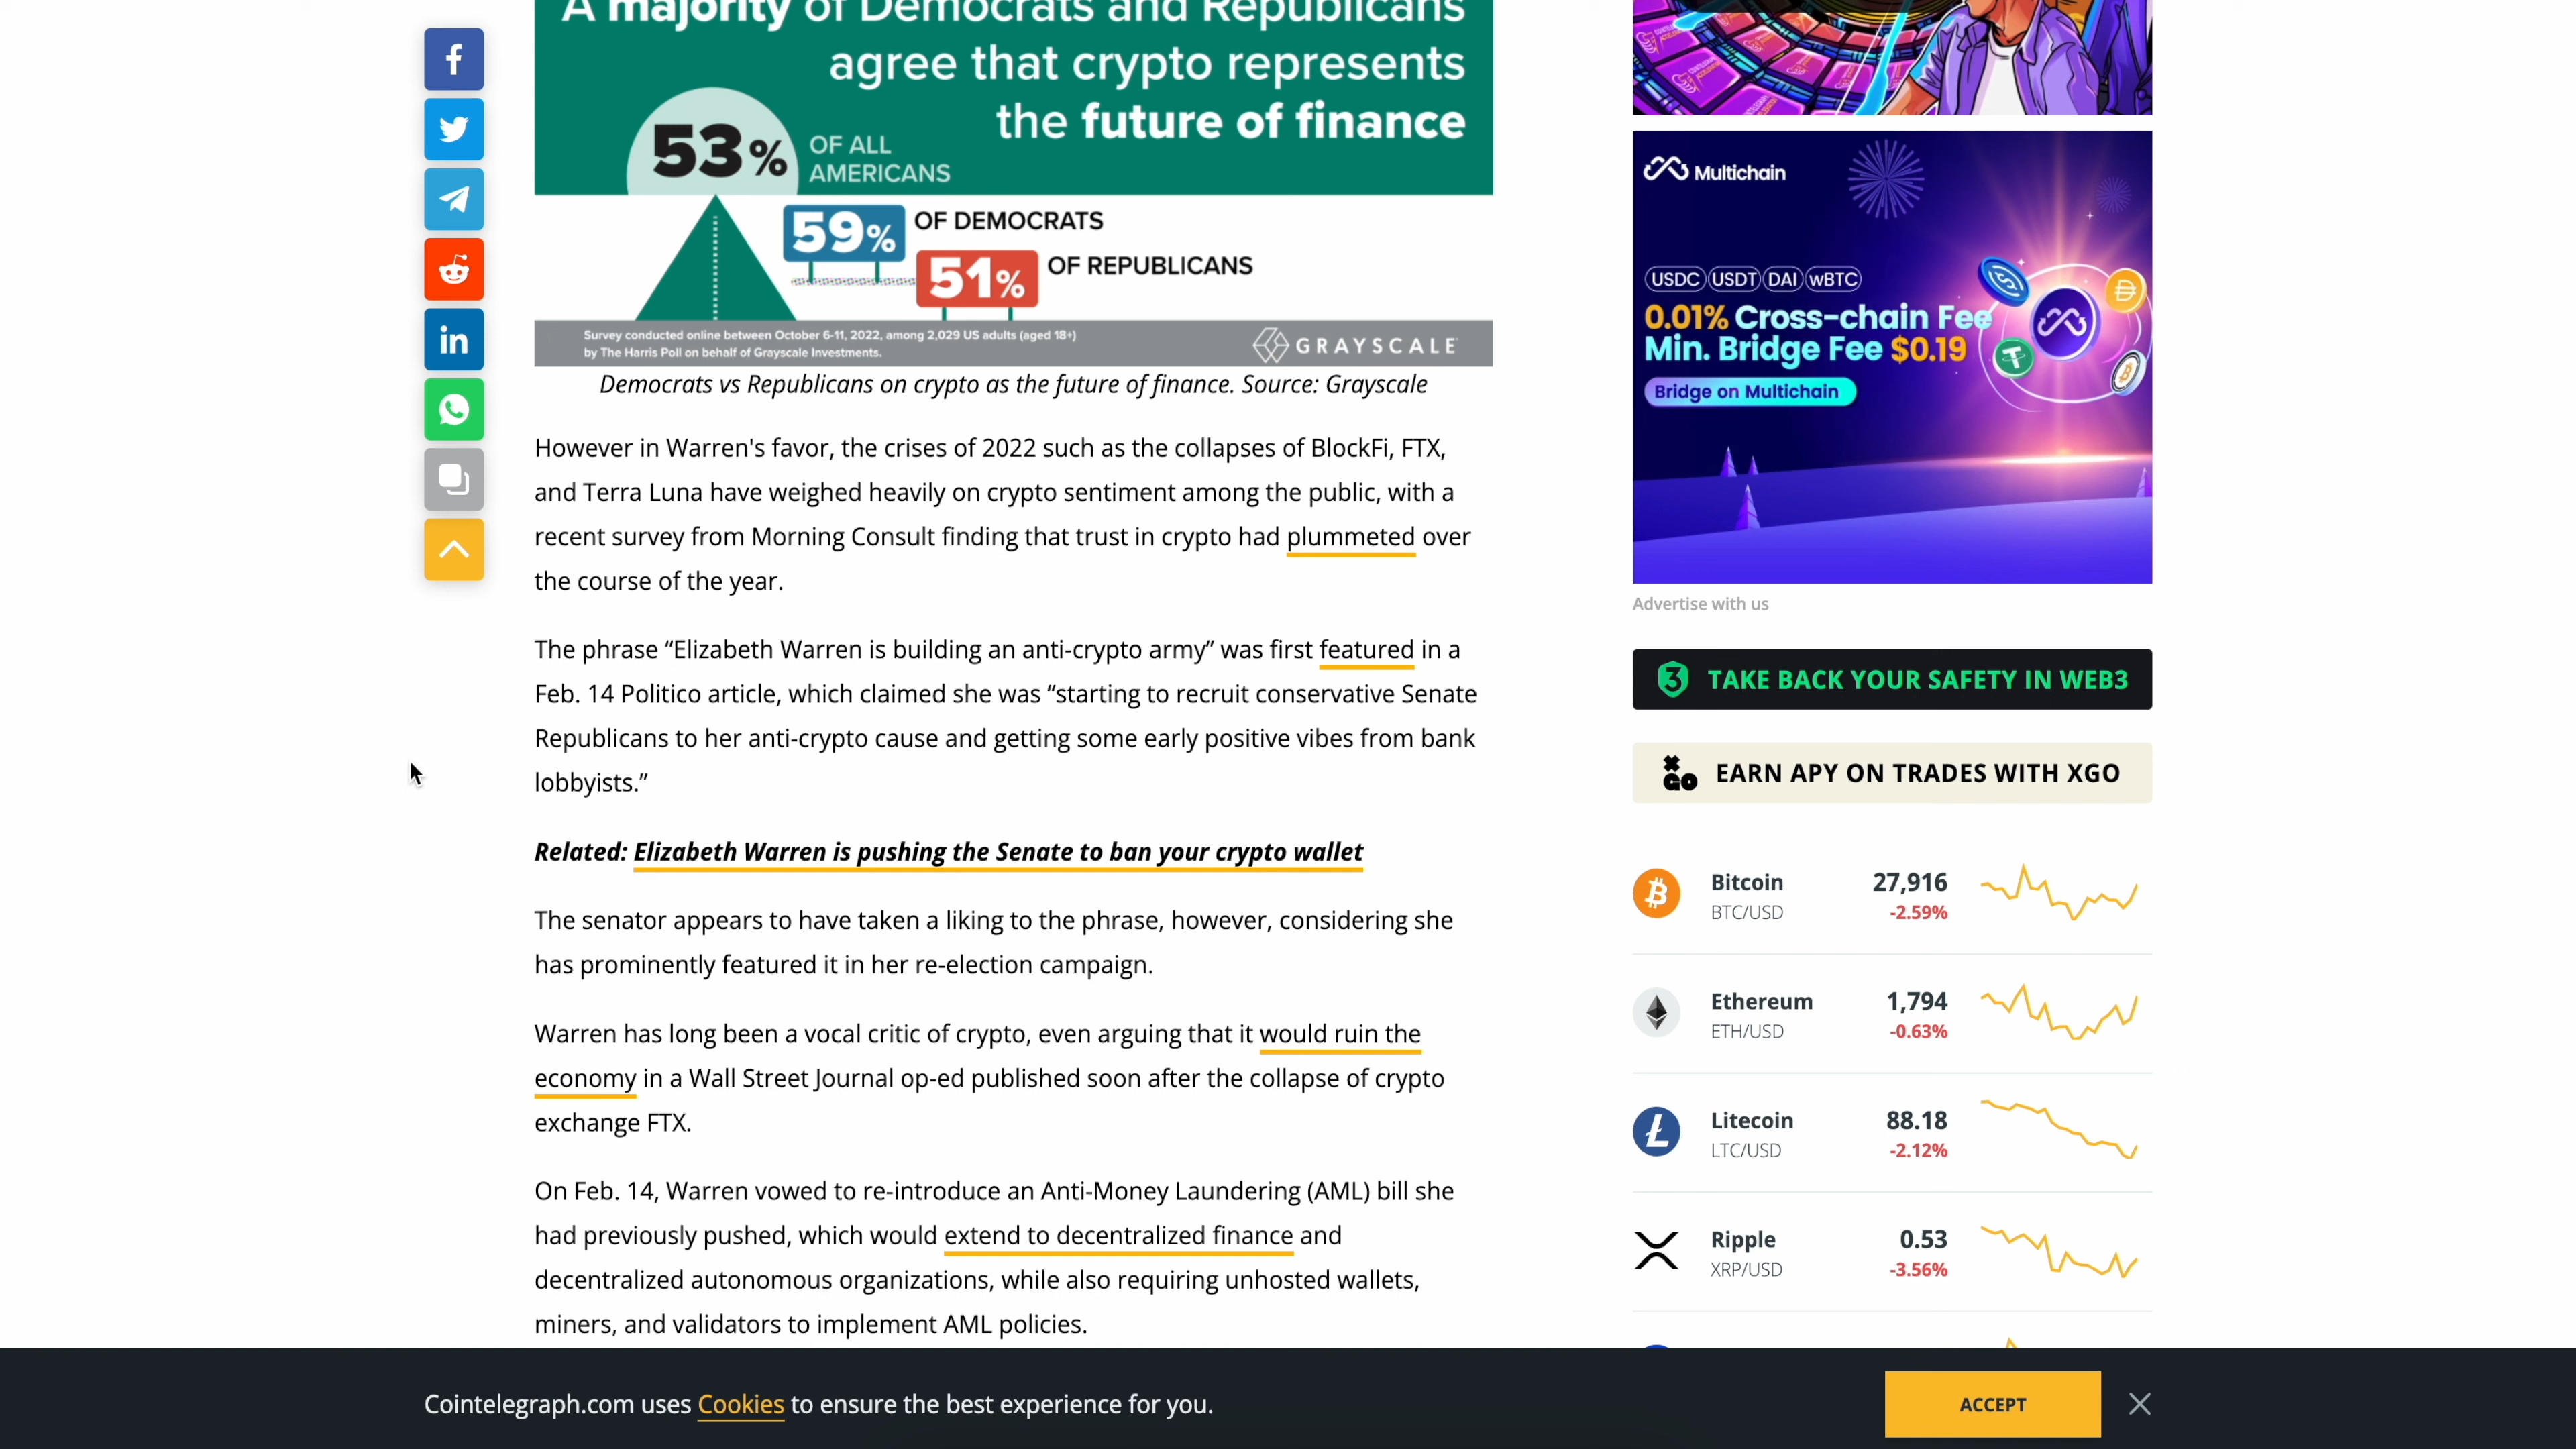 A majority of Democrats and Republicans
agree that crypto represents
the future of finance
53%
OF ALL
AMERICANS
59%
OF DEMOCRATS
51%
OF REPUBLICANS
Survey conducted online between October 6-11, 2022, among 2,029 US adults (aged 18+)
by The Harris Poll on behalf of Grayscale Investments.
GRAYSCALE
Democrats vs Republicans on crypto as the future of finance. Source: Grayscale
However in Warren's favor, the crises of 2022 such as the collapses of BlockFi, FTX,
and Terra Luna have weighed heavily on crypto sentiment among the public, with a
recent survey from Morning Consult finding that trust in crypto had plummeted over
the course of the year.
The phrase “Elizabeth Warren is building an anti-crypto army” was first featured in a
Feb. 14 Politico article, which claimed she was “starting to recruit conservative Senate
Republicans to her anti-crypto cause and getting some early positive vibes from bank
lobbyists.”
Related: Elizabeth Warren is pushing the Senate to ban your crypto wallet
The senator appears to have taken a liking to the phrase, however, considering she
has prominently featured it in her re-election campaign.
Warren has long been a vocal critic of crypto, even arguing that it would ruin the
economy in a Wall Street Journal op-ed published soon after the collapse of crypto
exchange FTX.
On Feb. 14, Warren vowed to re-introduce an Anti-Money Laundering (AML) bill she
had previously pushed, which would extend to decentralized finance and
decentralized autonomous organizations, while also requiring unhosted wallets,
miners, and validators to implement AML policies.
Multichain
USDC USDT DAI wBTC
0.01% Cross-chain Fee
Min. Bridge Fee $0.19
Bridge on Multichain
Advertise with us
TAKE BACK YOUR SAFETY IN WEB3
EARN APY ON TRADES WITH XGO
Bitcoin 27,916
BTC/USD -2.59%
Ethereum 1,794
ETH/USD -0.63%
Litecoin 88.18
LTC/USD -2.12%
Ripple 0.53
XRP/USD -3.56%
Cointelegraph.com uses Cookies to ensure the best experience for you.
ACCEPT